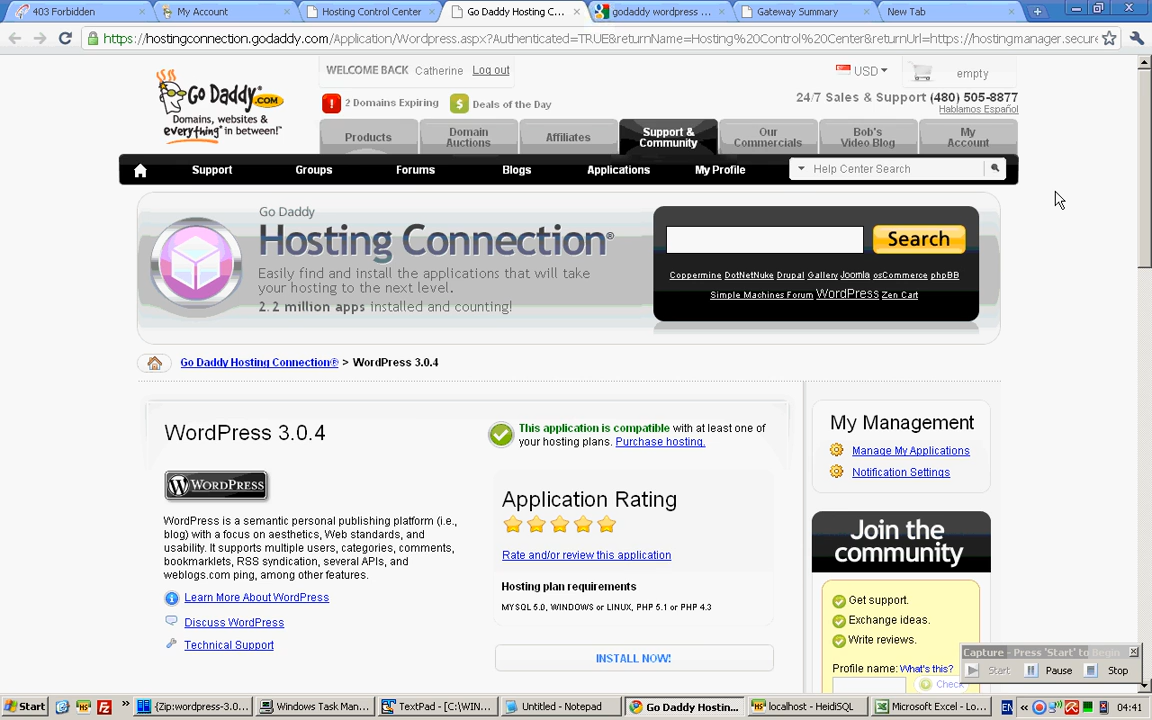 403 Forbidden
My Account
Hosting Control Center
Go Daddy Hosting C...
godaddy wordpress ...
Gateway Summary
New Tab
https://hostingconnection.godaddy.com/Application/Wordpress.aspx?Authenticated=TRUE&returnName=Hosting%20Control%20Center&returnUrl=https://hostingmanager.secure
WELCOME BACK Catherine Log out
USD
empty
2 Domains Expiring
Deals of the Day
24/7 Sales & Support (480) 505-8877
Hablamos Español
Go Daddy.COM
Domains, websites &
everything* in between!™
Products
Domain Auctions
Affiliates
Support & Community
Our Commercials
Bob's Video Blog
My Account
Support
Groups
Forums
Blogs
Applications
My Profile
Help Center Search
Go Daddy
Hosting Connection®
Easily find and install the applications that will take
your hosting to the next level.
2.2 million apps installed and counting!
Search
Coppermine DotNetNuke Drupal Gallery Joomla osCommerce phpBB
Simple Machines Forum WordPress Zen Cart
Go Daddy Hosting Connection® > WordPress 3.0.4
WordPress 3.0.4
WORDPRESS
WordPress is a semantic personal publishing platform (i.e.,
blog) with a focus on aesthetics, Web standards, and
usability. It supports multiple users, categories, comments,
bookmarklets, RSS syndication, several APIs, and
weblogs.com ping, among other features.
Learn More About WordPress
Discuss WordPress
Technical Support
This application is compatible with at least one of
your hosting plans. Purchase hosting.
Application Rating
Rate and/or review this application
Hosting plan requirements
MYSQL 5.0, WINDOWS or LINUX, PHP 5.1 or PHP 4.3
INSTALL NOW!
My Management
Manage My Applications
Notification Settings
Join the
community
Get support.
Exchange ideas.
Write reviews.
Profile name: What's this?
Check
Capture - Press 'Start' to Begin
Start
Pause
Stop
Start
{Zip:wordpress-3.0...
Windows Task Man...
TextPad - [C:\WIN...
Untitled - Notepad
Go Daddy Hostin...
localhost - HeidiSQL
Microsoft Excel - Lo...
EN
04:41